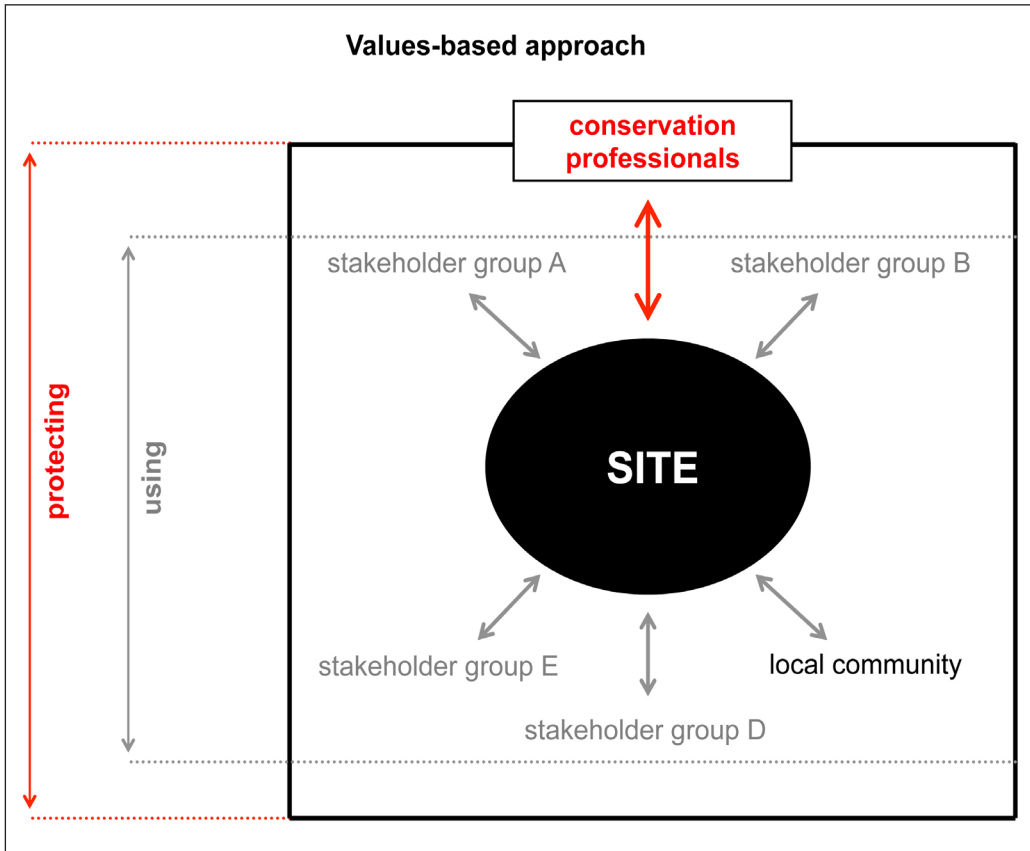 Values-based approach
conservation
professionals
stakeholder group A
stakeholder group B
protecting
using
SITE
stakeholder group E
local community
stakeholder group D